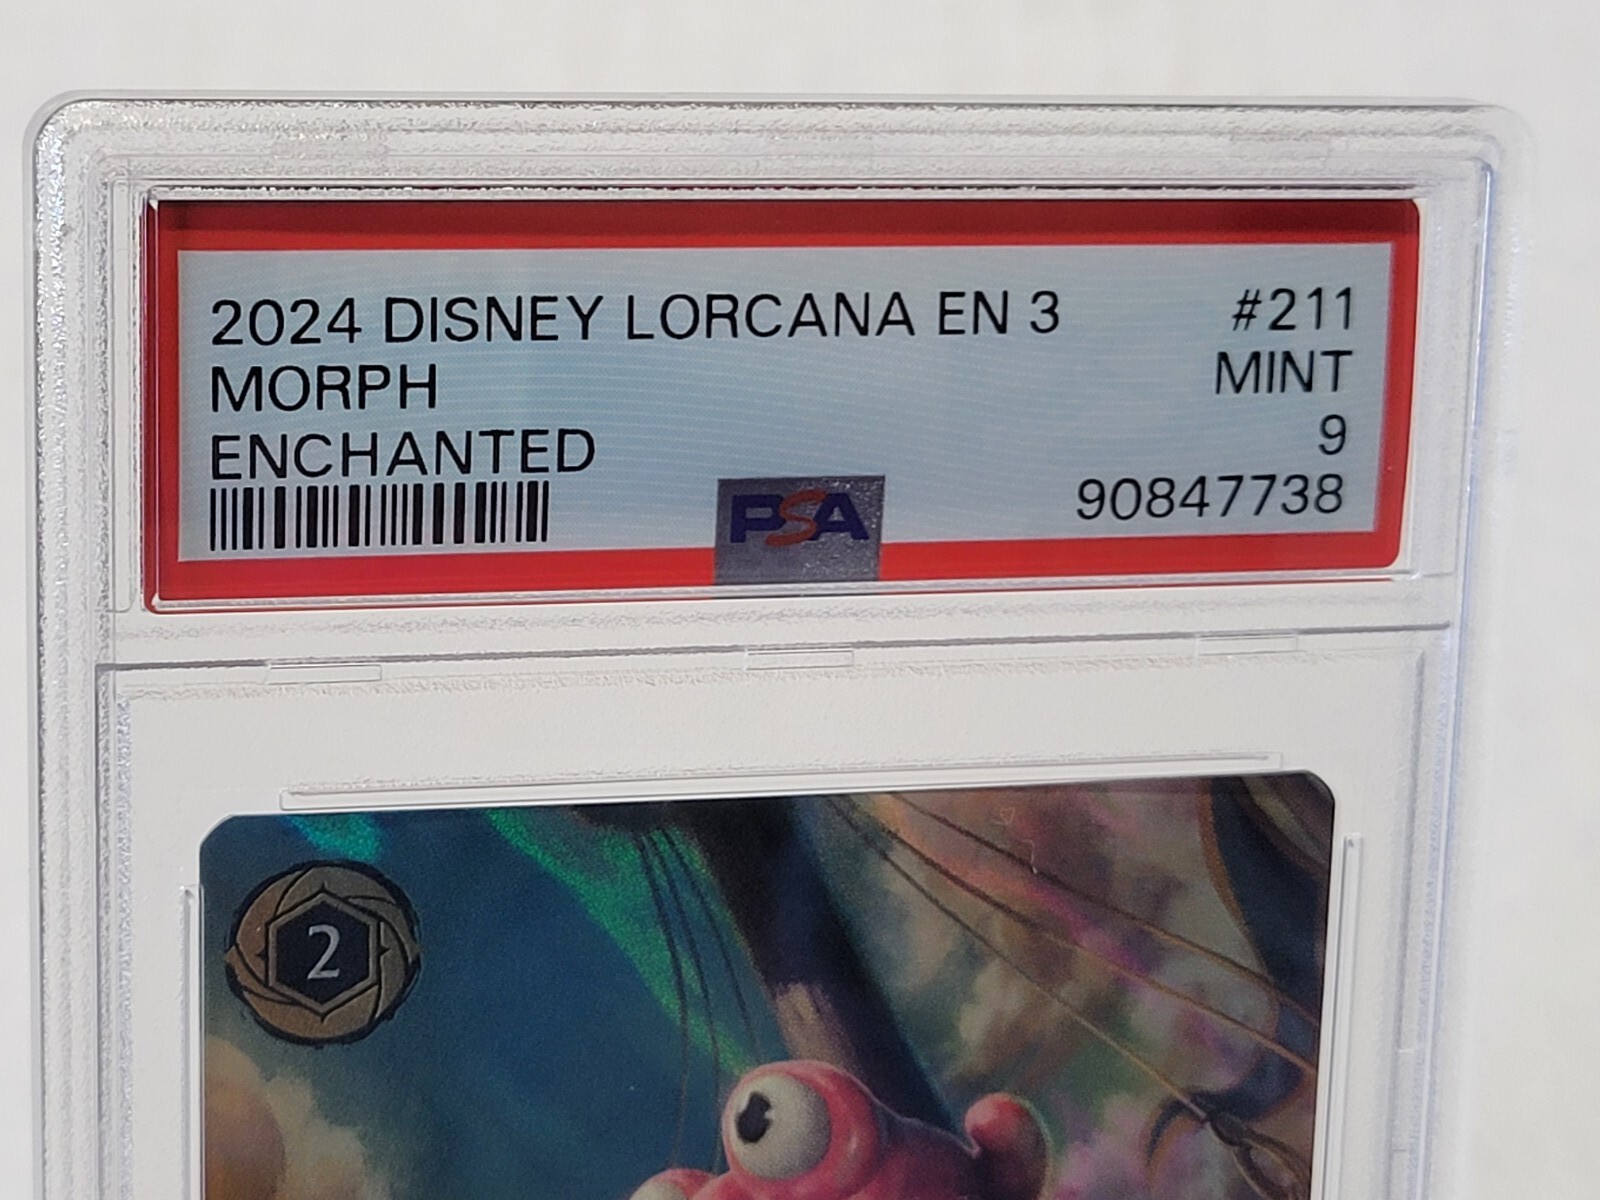 2024 DISNEY LORCANA EN 3 #211
MORPH MINT
ENCHANTED 9
PSA 90847738
2